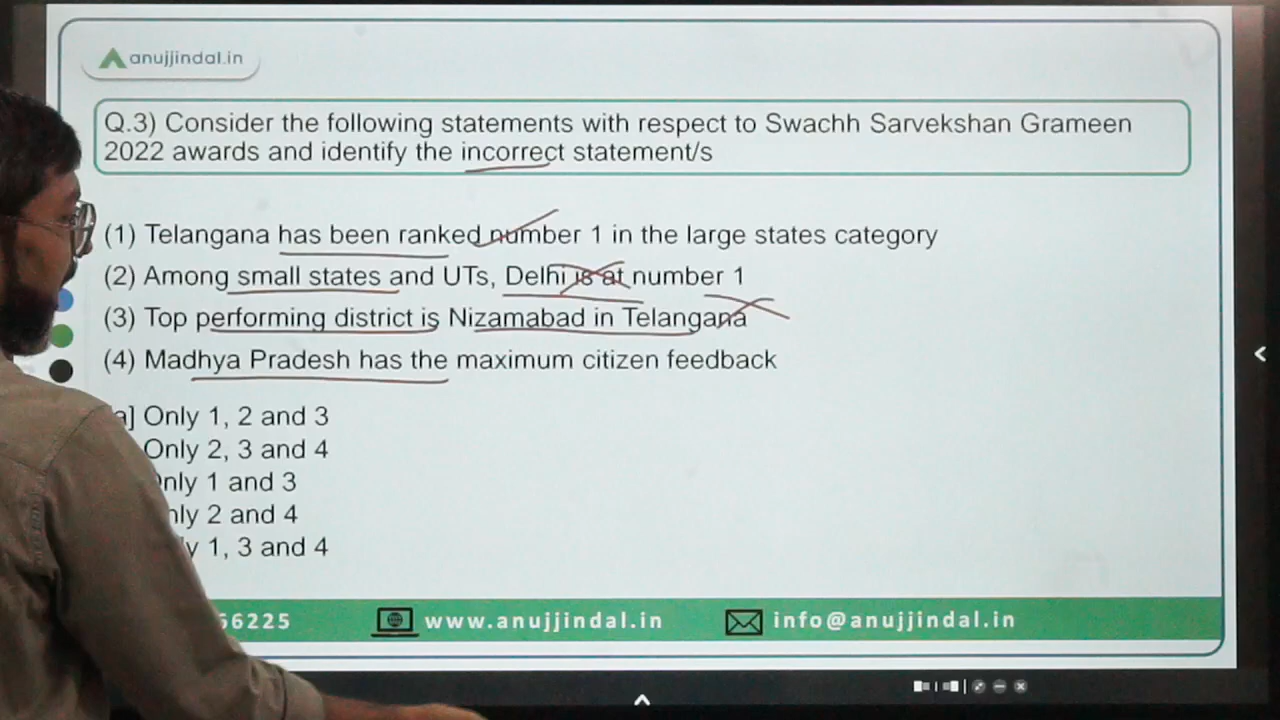 anujjindal.in
Q.3) Consider the following statements with respect to Swachh Sarvekshan Grameen
2022 awards and identify the incorrect statement/s
(1) Telangana has been ranked number 1 in the large states category
(2) Among small states and UTs, Delhi is at number 1
(3) Top performing district is Nizamabad in Telangana
(4) Madhya Pradesh has the maximum citizen feedback
a] Only 1, 2 and 3
Only 2, 3 and 4
1 and 3
2 and 4
1, 3 and 4
56225 www.anujjindal.in info@anujjindal.in